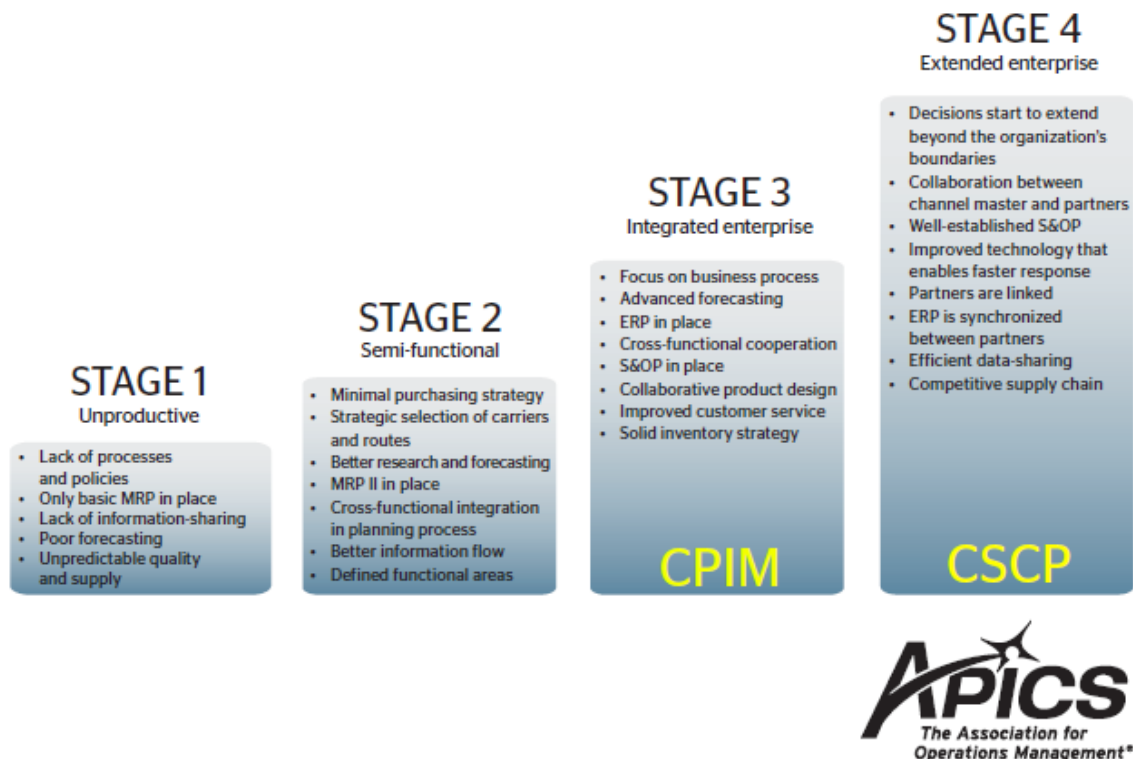 STAGE 1
Unproductive
• Lack of processes
and policies
• Only basic MRP in place
• Lack of information-sharing
• Poor forecasting
• Unpredictable quality
and supply
STAGE 2
Semi-functional
• Minimal purchasing strategy
• Strategic selection of carriers
and routes
• Better research and forecasting
• MRP II in place
• Cross-functional integration
in planning process
• Better information flow
• Defined functional areas
STAGE 3
Integrated enterprise
• Focus on business process
• Advanced forecasting
• ERP in place
• Cross-functional cooperation
• S&OP in place
• Collaborative product design
• Improved customer service
• Solid inventory strategy
CPIM
STAGE 4
Extended enterprise
• Decisions start to extend
beyond the organization's
boundaries
• Collaboration between
channel master and partners
• Well-established S&OP
• Improved technology that
enables faster response
• Partners are linked
• ERP is synchronized
between partners
• Efficient data-sharing
• Competitive supply chain
CSCP
APICS
The Association for
Operations Management®